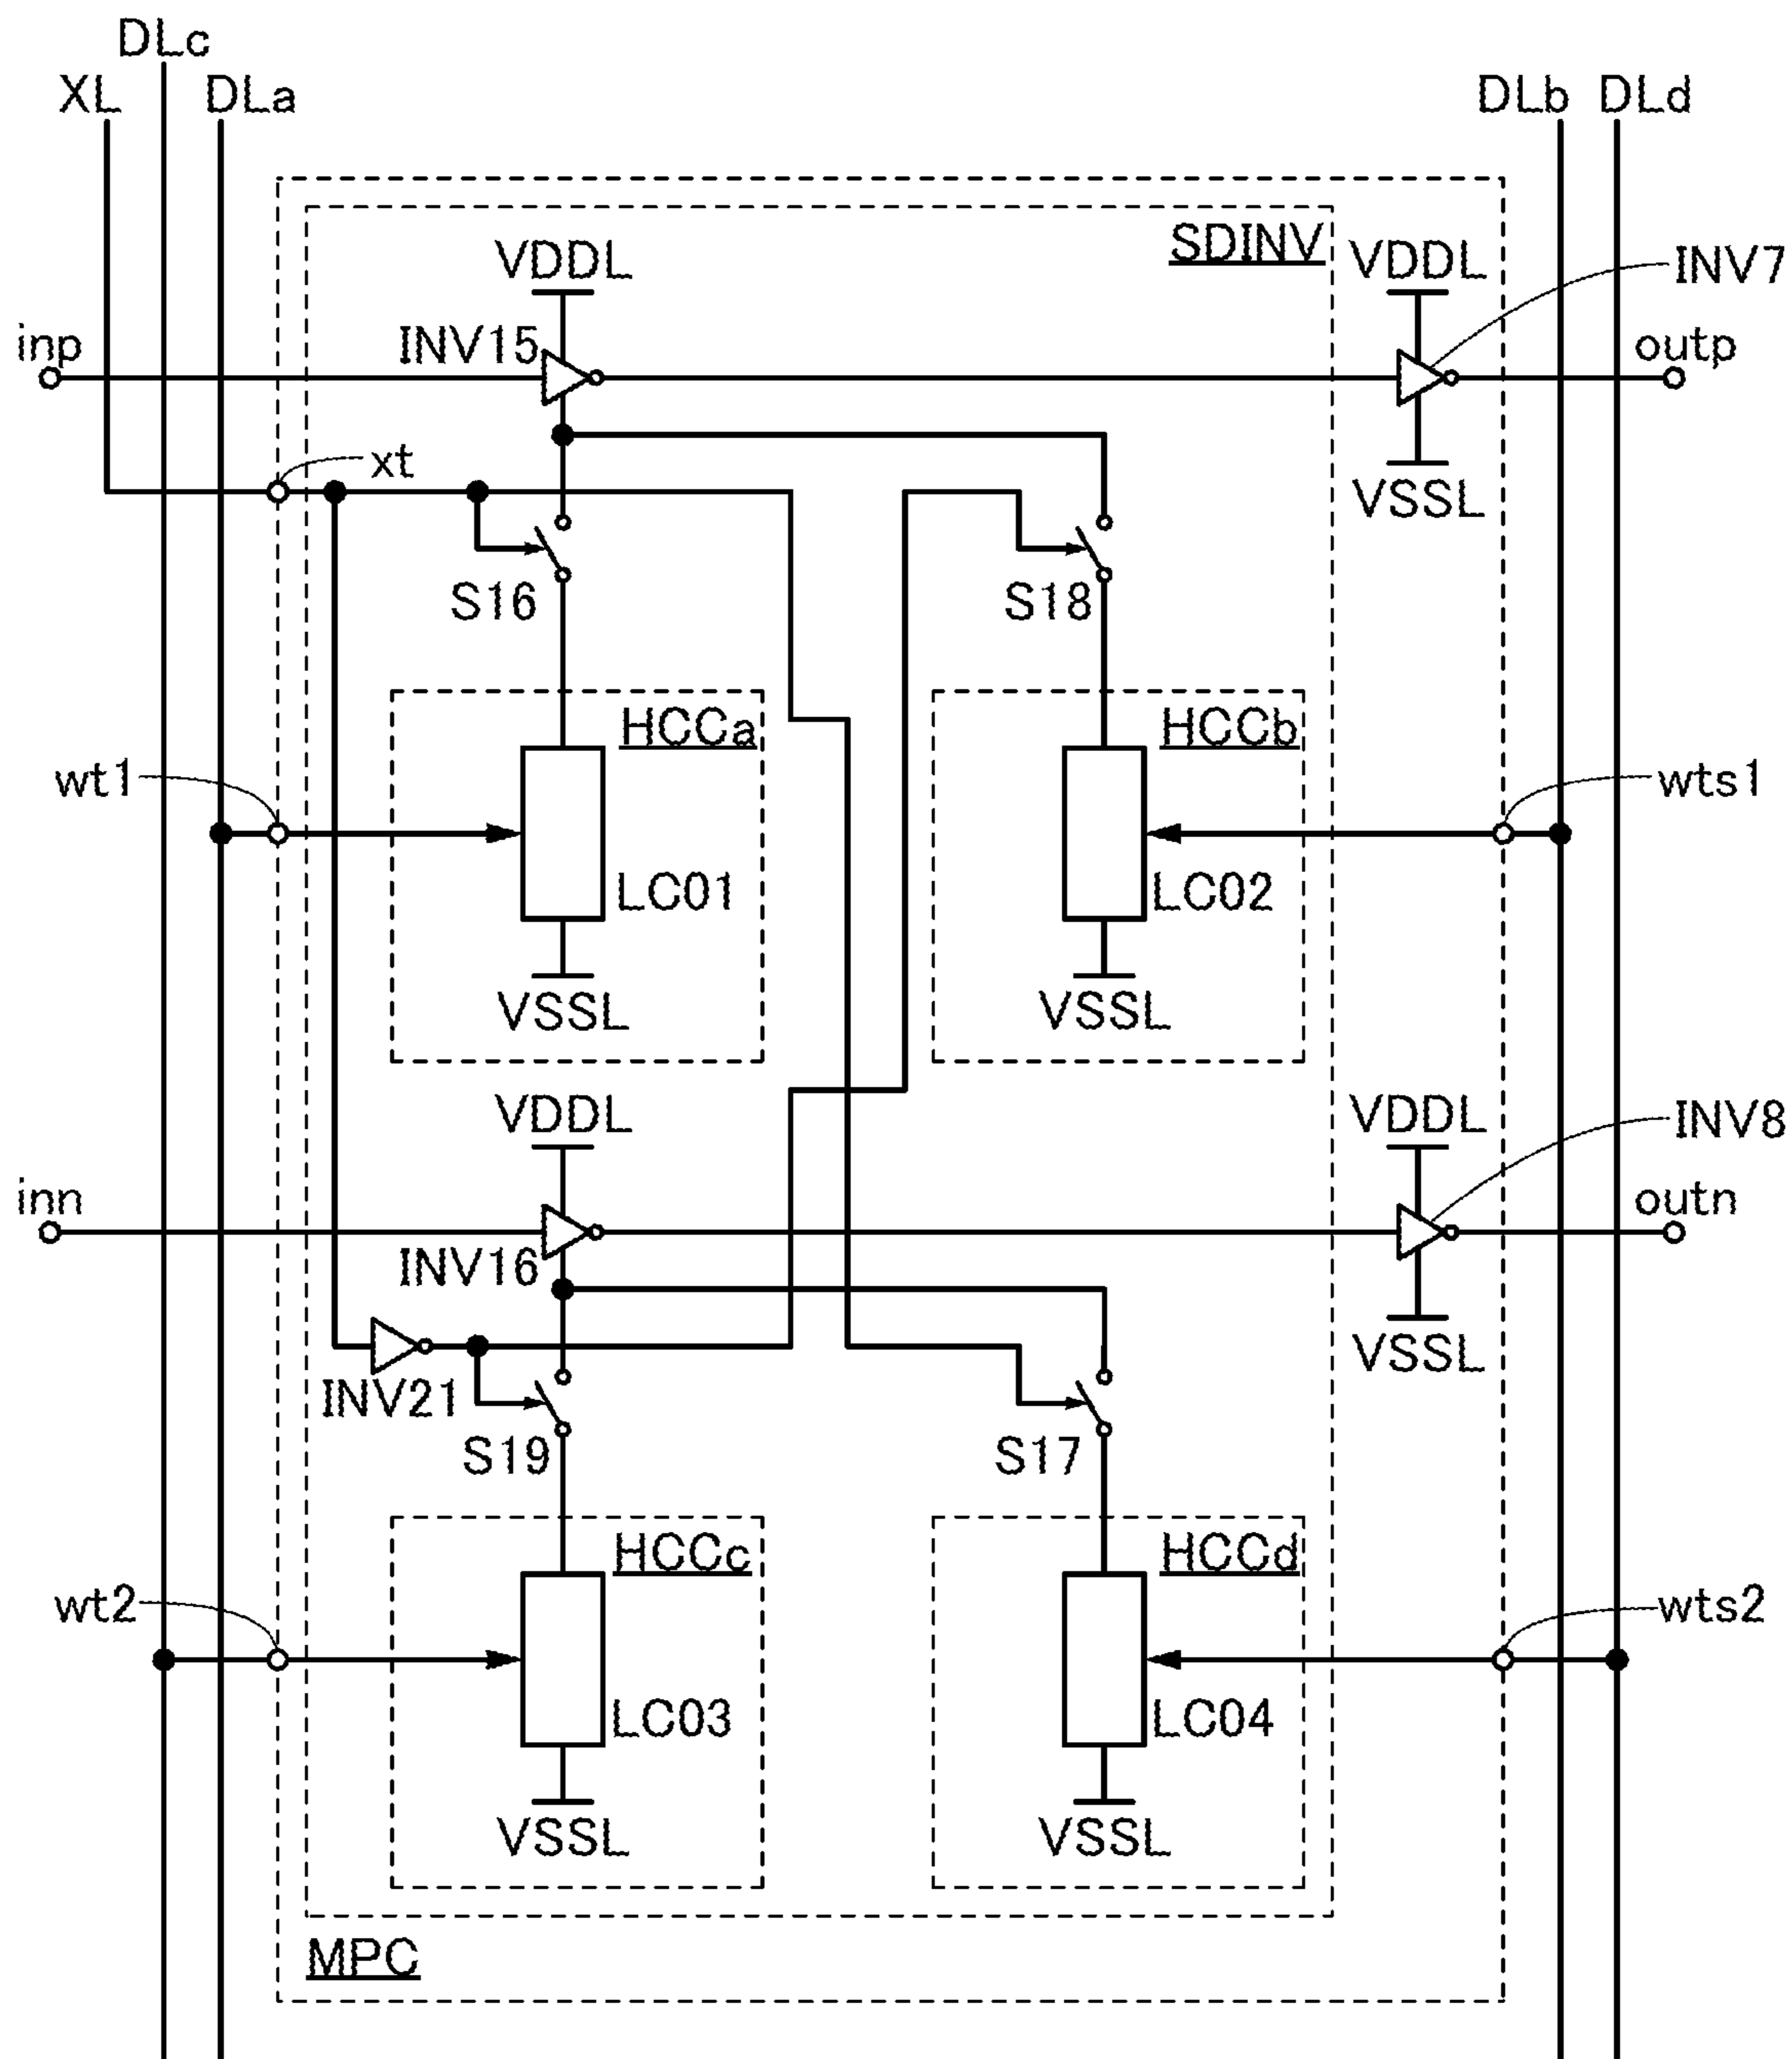 DLc
XL DLa DLb DLd
SDINV
VDDL VDDL INV7
inp INV15 outp
xt
VSSL
S16 S18
HCCa HCCb
wt1 wts1
LC01 LC02
VSSL VSSL
VDDL VDDL INV8
inn outn
INV16
VSSL
INV21
S19 S17
HCCc HCCd
wt2 wts2
LC03 LC04
VSSL VSSL
MPC